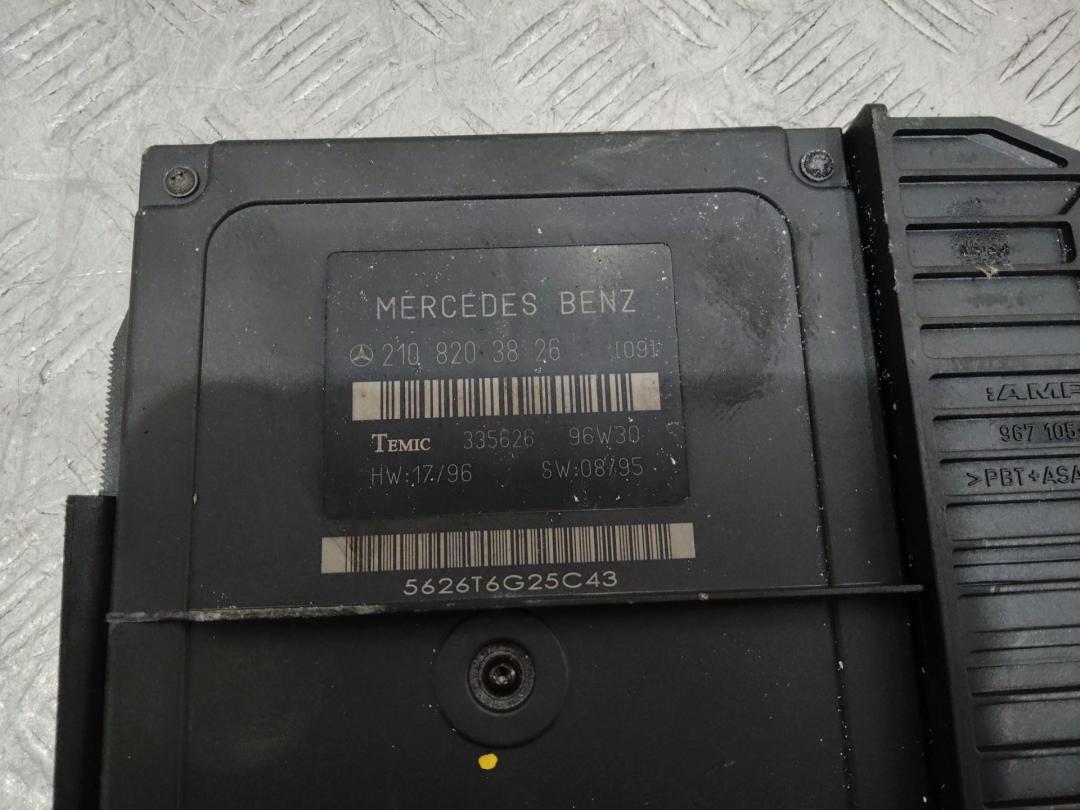 MERCEDES BENZ
210 820 38 26 [09]
TEMIC 335626 96W30
HW:17/96 SW:08/95
5626T6G25C43
:AMP
967 105-
>PBT+ASA